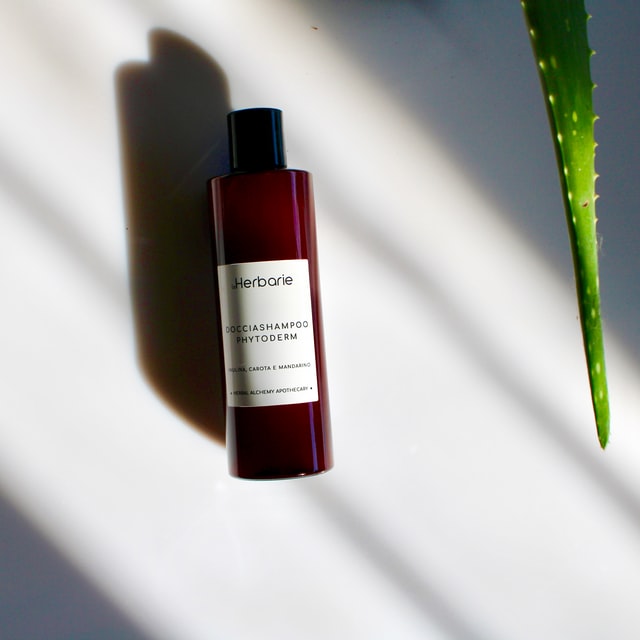 Herbarie
DOCCIASHAMPOO
PHYTODERM
CAROTA E MANDARINO
HERBAL ALCHEMY APOTHECARY